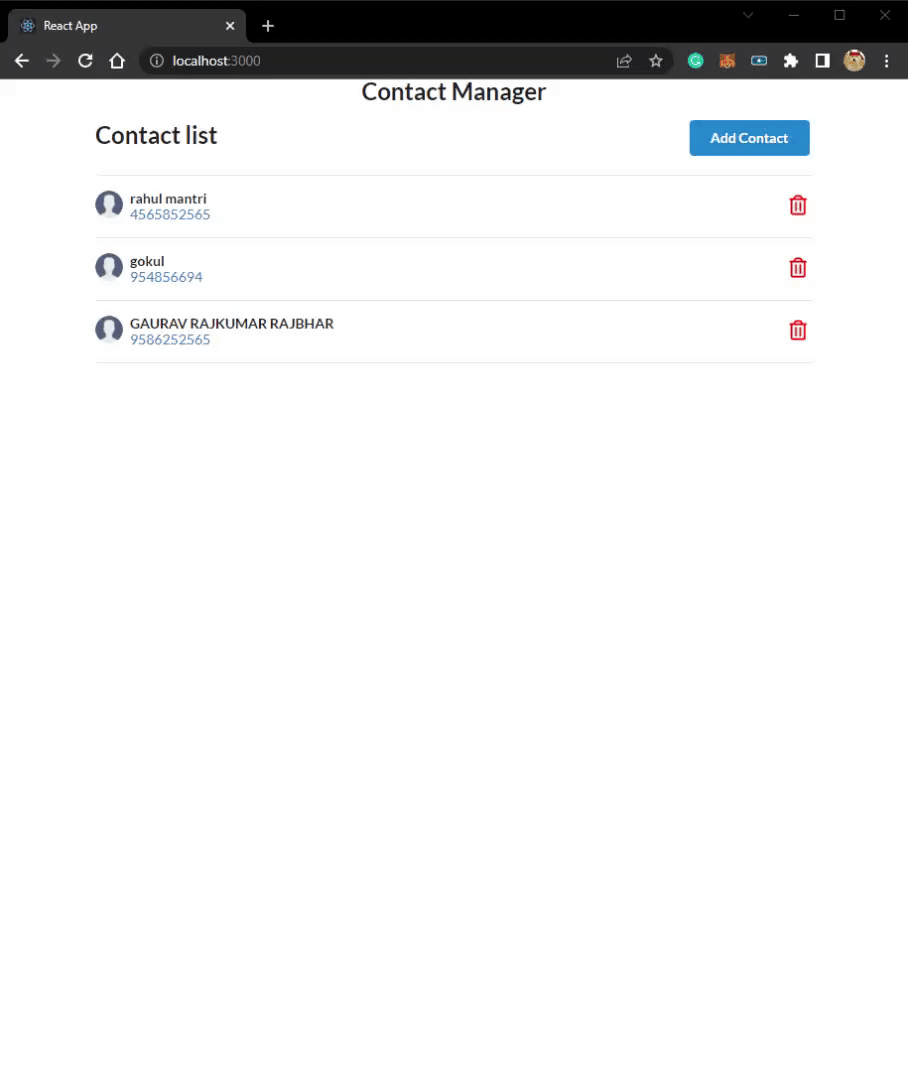 React App
localhost:3000
Contact Manager
Contact list
Add Contact
rahul mantri
4565852565
gokul
954856694
GAURAV RAJKUMAR RAJBHAR
9586252565